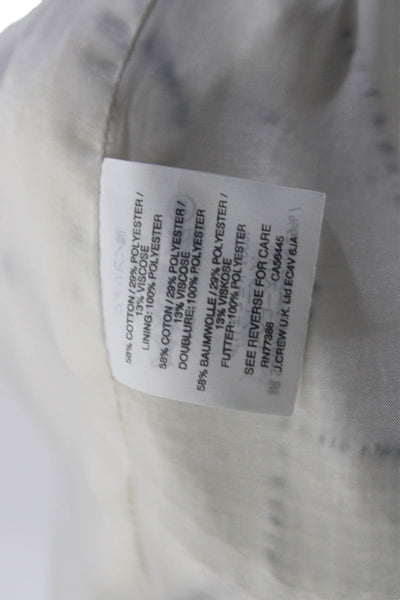 58% COTTON / 29% POLYESTER /
13% VISCOSE
LINING: 100% POLYESTER
58% COTON / 29% POLYESTER /
13% VISCOSE
DOUBLURE: 100% POLYESTER
58% BAUMWOLLE / 29% POLYESTER /
13% VISKOSE
FUTTER: 100% POLYESTER
SEE REVERSE FOR CARE
RN77388 CA56445
J.CREW U.K. Ltd EC4V 6JA